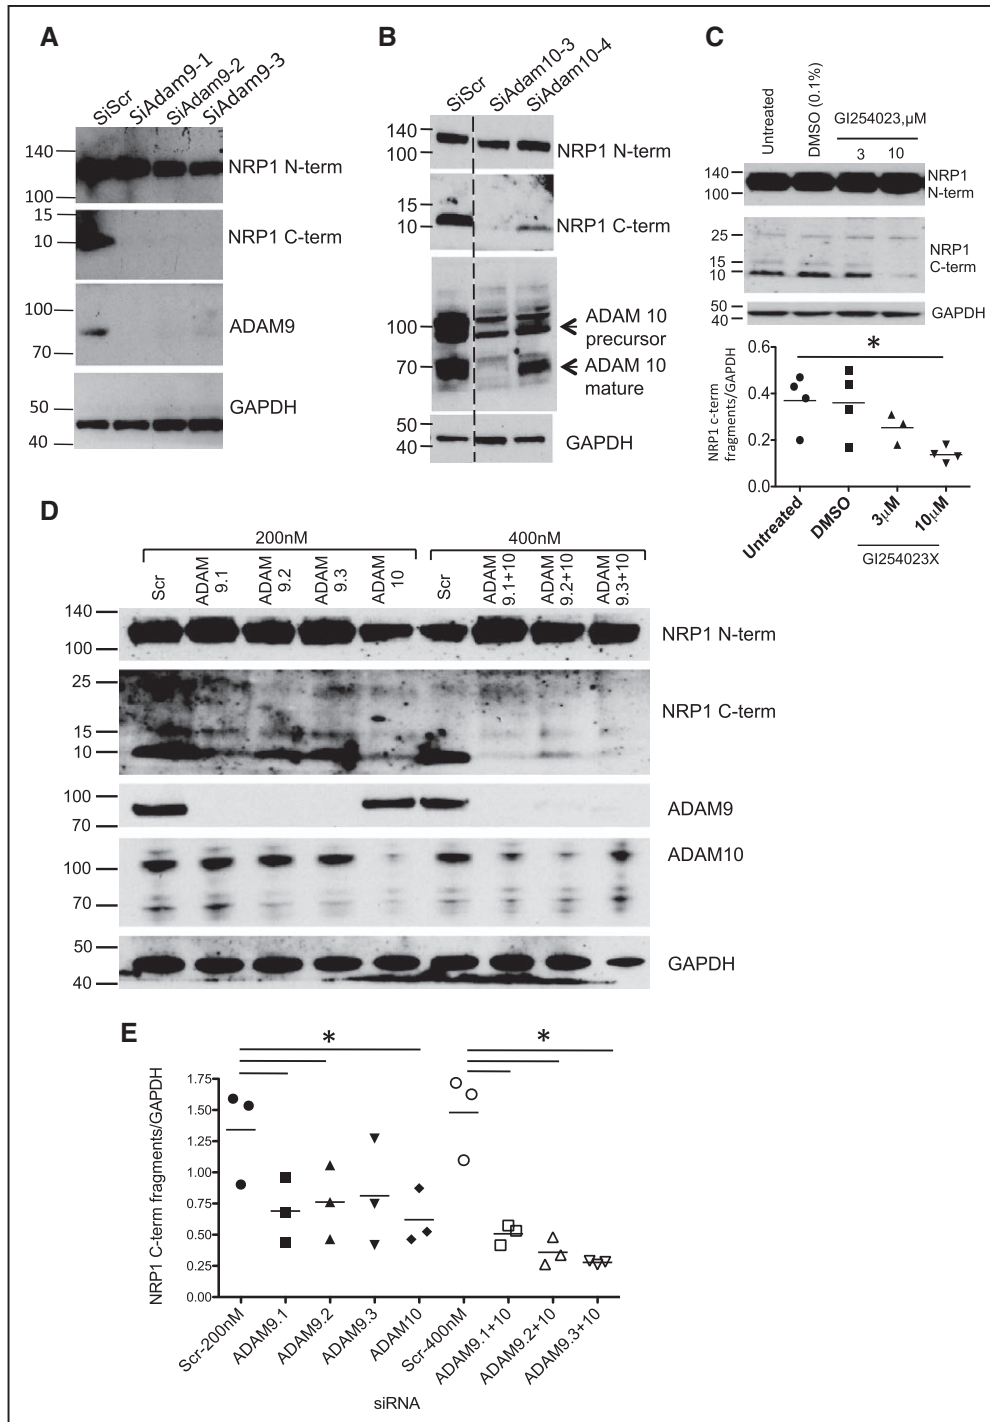 A
SiScr
SiAdam9-1
SiAdam9-2
SiAdam9-3
140
100
NRP1 N-term
15
10
NRP1 C-term
100
70
ADAM9
50
40
GAPDH
B
SiScr
SiAdam10-3
SiAdam10-4
140
100
NRP1 N-term
15
10
NRP1 C-term
100
70
ADAM 10
precursor
ADAM 10
mature
50
40
GAPDH
C
Untreated
DMSO (0.1%)
GI254023,μM
3 10
140
100
NRP1
N-term
25
15
10
NRP1
C-term
50
40
GAPDH
*
NRP1 c-term
fragments/GAPDH
0.6
0.4
0.2
0.0
Untreated
DMSO
3μM
10μM
GI254023X
D
200nM
400nM
Scr
ADAM
9.1
ADAM
9.2
ADAM
9.3
ADAM
10
Scr
ADAM
9.1+10
ADAM
9.2+10
ADAM
9.3+10
140
100
NRP1 N-term
25
15
10
NRP1 C-term
100
70
ADAM9
100
70
ADAM10
50
40
GAPDH
E
*
*
NRP1 C-term fragments/GAPDH
1.75
1.50
1.25
1.00
0.75
0.50
0.25
0.00
Scr-200nM
ADAM9.1
ADAM9.2
ADAM9.3
ADAM10
Scr-400nM
ADAM9.1+10
ADAM9.2+10
ADAM9.3+10
siRNA